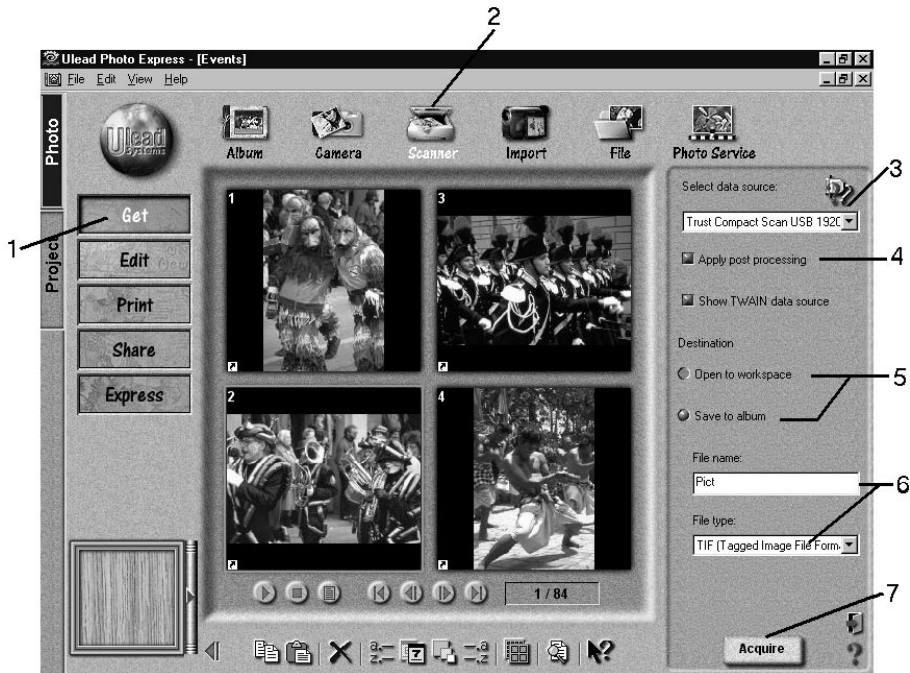 2
Ulead Photo Express - [Events]
File Edit View Help
Photo
Project
Ulead
Systems
Album Camera Scanner Import File Photo Service
1
Get
Edit
Print
Share
Express
1
3
2
4
1 / 84
Select data source:
3
Trust Compact Scan USB 1920
Apply post processing
4
Show TWAIN data source
Destination
Open to workspace
5
Save to album
File name:
Pict
6
File type:
TIF (Tagged Image File Form
7
Acquire